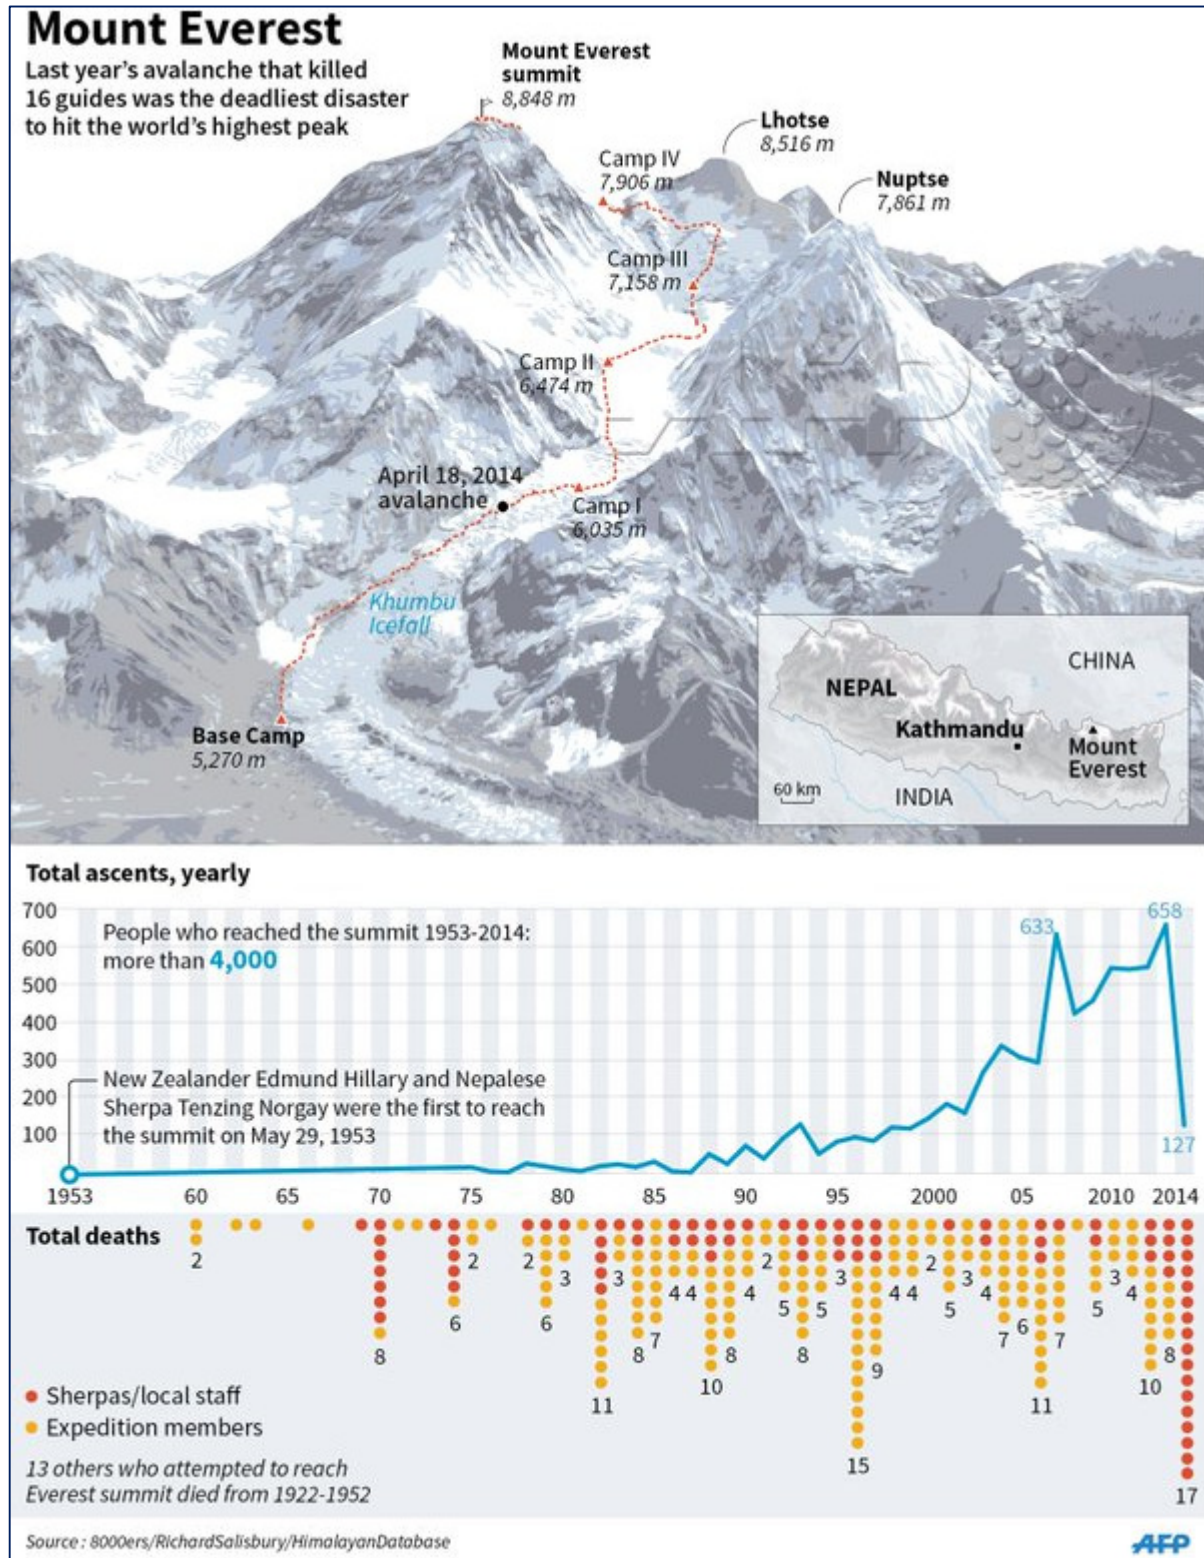 Mount Everest
Last year's avalanche that killed
16 guides was the deadliest disaster
to hit the world's highest peak
Mount Everest
summit
8,848 m
Lhotse
8,516 m
Nuptse
7,861 m
Camp IV
7,906 m
Camp III
7,158 m
Camp II
6,474 m
April 18, 2014
avalanche
Camp I
6,035 m
Khumbu
Icefall
Base Camp
5,270 m
AFP
CHINA
NEPAL
Kathmandu
Mount
Everest
60 km
INDIA
Total ascents, yearly
700
600
500
400
300
200
100
People who reached the summit 1953-2014:
more than 4,000
633
658
New Zealander Edmund Hillary and Nepalese
Sherpa Tenzing Norgay were the first to reach
the summit on May 29, 1953
127
1953 60 65 70 75 80 85 90 95 2000 05 2010 2014
Total deaths
2 8 6 2 2 6 3 11 3 8 7 4 4 10 8 4 2 5 8 5 3 15 9 4 4 2 5 3 4 7 6 11 7 5 3 4 10 8 17
Sherpas/local staff
Expedition members
13 others who attempted to reach
Everest summit died from 1922-1952
Source : 8000ers/RichardSalisbury/HimalayanDatabase
AFP